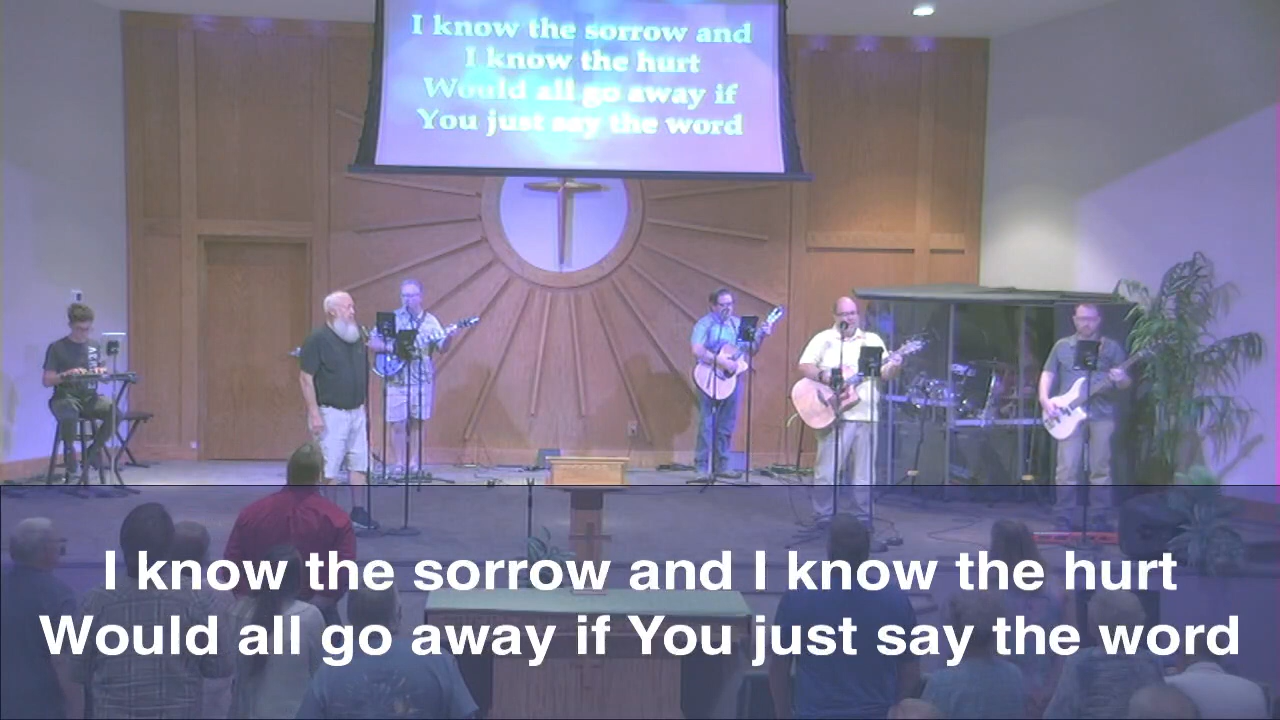 I know the sorrow and
I know the hurt
Would all go away if
You just say the word
I know the sorrow and I know the hurt
Would all go away if You just say the word